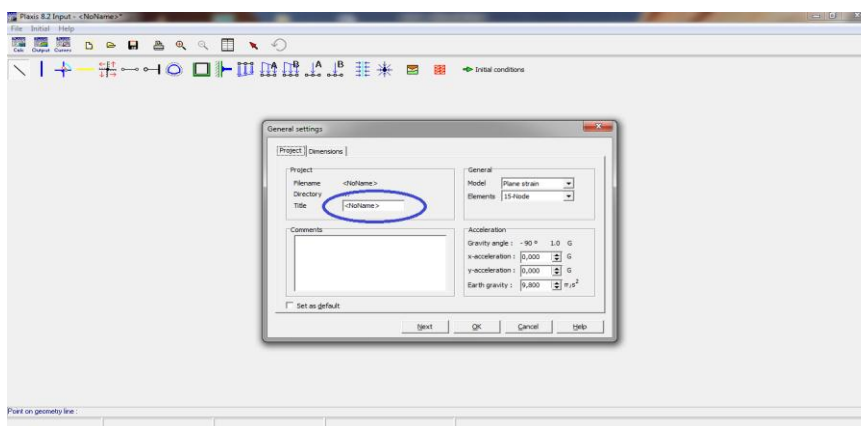 Plaxis 8.2 Input - <NoName>*
File Initial Help
Calc Output Curves
A B A B Initial conditions
General settings
Project Dimensions
Project
Filename <NoName>
Directory
Title <NoName>
General
Model Plane strain
Elements 15-Node
Comments
Acceleration
Gravity angle : - 90 ° 1.0 G
x-acceleration : 0,000 G
y-acceleration : 0,000 G
Earth gravity : 9,800 m/s²
Set as default
Next OK Cancel Help
Point on geometry line :